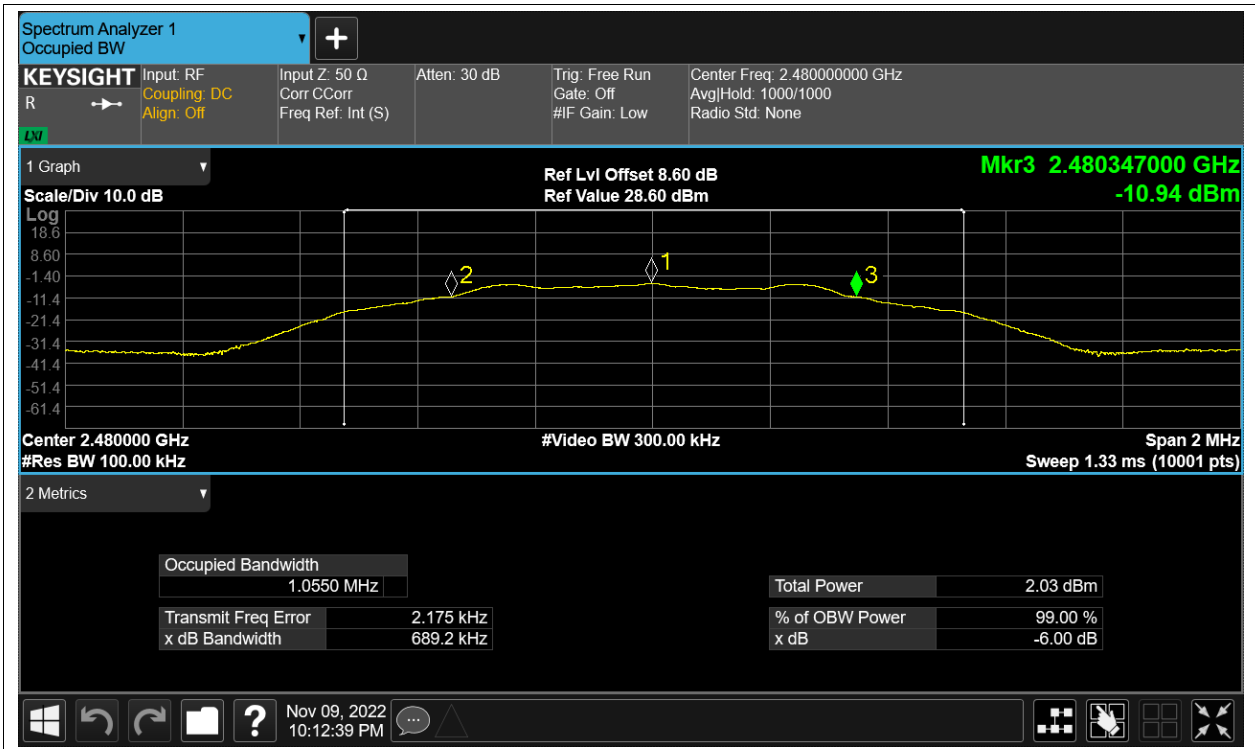 Spectrum Analyzer 1
Occupied BW
KEYSIGHT
R
LXI
Input: RF
Coupling: DC
Align: Off
Input Z: 50 Ω
Corr CCorr
Freq Ref: Int (S)
Atten: 30 dB
Trig: Free Run
Gate: Off
#IF Gain: Low
Center Freq: 2.480000000 GHz
Avg|Hold: 1000/1000
Radio Std: None
1 Graph
Scale/Div 10.0 dB
Ref Lvl Offset 8.60 dB
Ref Value 28.60 dBm
Mkr3 2.480347000 GHz
-10.94 dBm
Log
18.6
8.60
-1.40
-11.4
-21.4
-31.4
-41.4
-51.4
-61.4
2
1
3
Center 2.480000 GHz
#Video BW 300.00 kHz
Span 2 MHz
#Res BW 100.00 kHz
Sweep 1.33 ms (10001 pts)
2 Metrics
Occupied Bandwidth
1.0550 MHz
Transmit Freq Error 2.175 kHz
x dB Bandwidth 689.2 kHz
Total Power 2.03 dBm
% of OBW Power 99.00 %
x dB -6.00 dB
?
Nov 09, 2022
10:12:39 PM